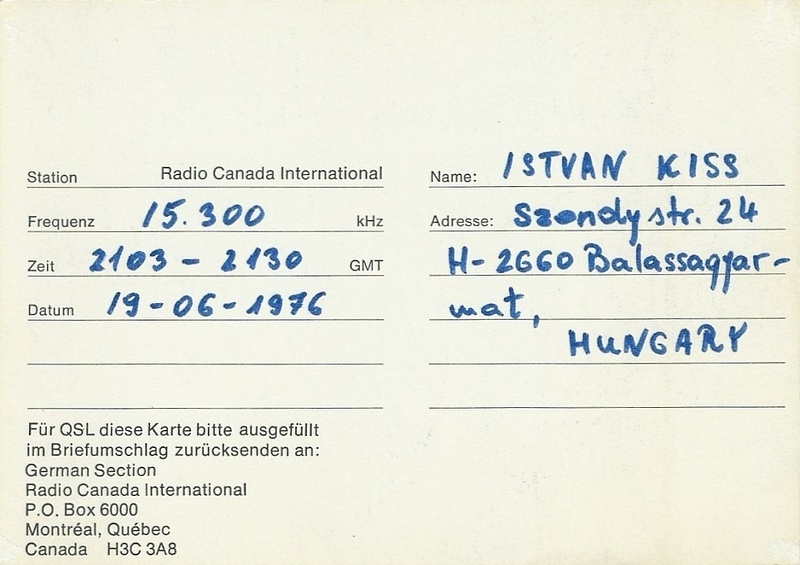 Station Radio Canada International
Frequenz 15.300 kHz
Zeit 2103 - 2130 GMT
Datum 19-06-1976
Für QSL diese Karte bitte ausgefüllt
im Briefumschlag zurücksenden an:
German Section
Radio Canada International
P.O. Box 6000
Montréal, Québec
Canada H3C 3A8
Name: ISTVAN KISS
Adresse: Szondy str. 24
H-2660 Balassagyar-
mat,
HUNGARY